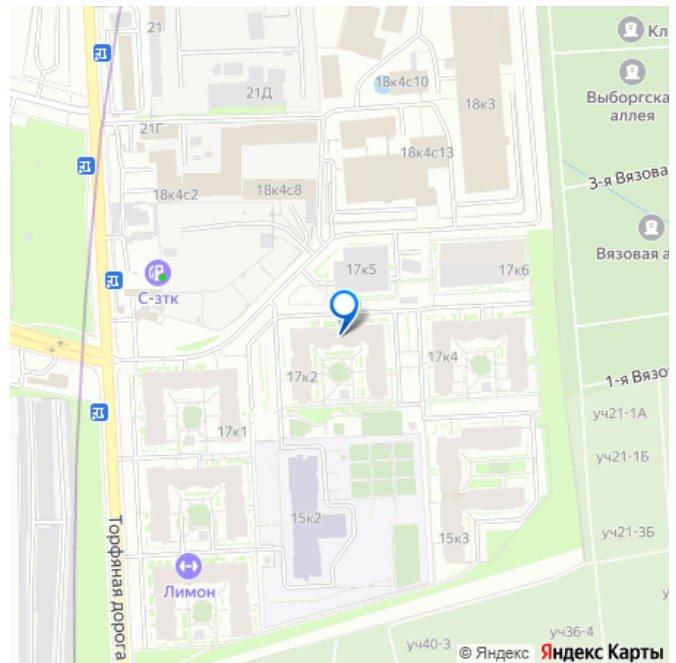 21
Кл
18к4с10
21Д
18к3
Выборгска
аллея
21Г
18к4с13
3-я Вязова
18к4с2
18к4с8
Вязовая а
17к5
17к6
С-зтк
17к4
17к2
1-я Вязо
уч21-1А
17к1
уч21-1Б
15к2
уч21-3Б
15к3
Торфяная дорога
Лимон
уч40-3
уч36-4
© Яндекс Яндекс Карты